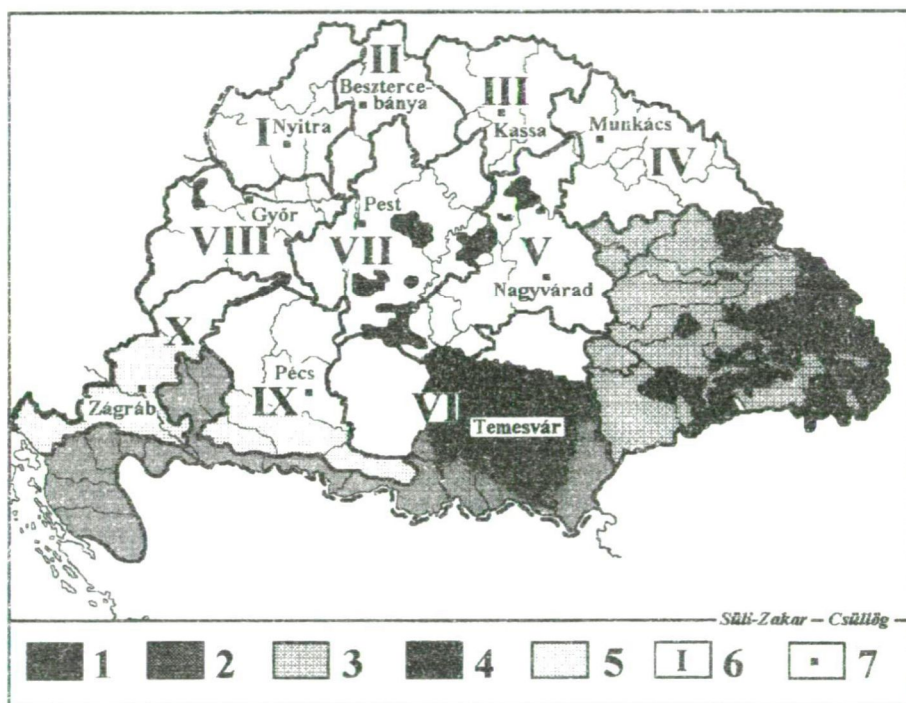 II
Beszterce-
bánya
III
Kassa
I Nyitra
Munkács
IV
Győr
VIII
Pest
VII
V
Nagyvárad
X
Pécs
IX
Zágráb
VI
Temesvár
Süli-Zakar – Csüllög
1 2 3 4 5 I 6 7